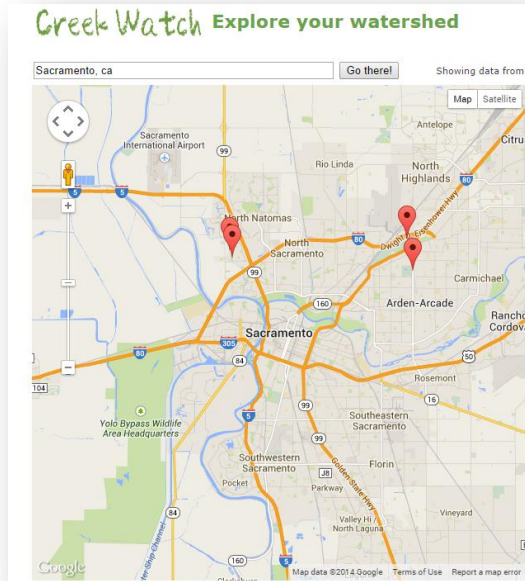 Creek Watch Explore your watershed
Sacramento, ca
Go there!
Showing data from
Map
Satellite
Antelope
Citru
Sacramento
International Airport
99
Rio Linda
North
Highlands
80
5
5
North Natomas
Dwight D. Eisenhower Hwy
80
North
Sacramento
99
Carmichael
160
Arden-Arcade
Rancho
Cordova
Sacramento
305
80
84
50
104
Rosemont
16
99
Yolo Bypass Wildlife
Area Headquarters
5
Southeastern
Sacramento
99
Southwestern
Sacramento
J8
Florin
Golden State Hwy
Pocket
Parkway
84
Vineyard
Valley Hi /
North Laguna
160
5
Google
Map data ©2014 Google
Terms of Use
Report a map error